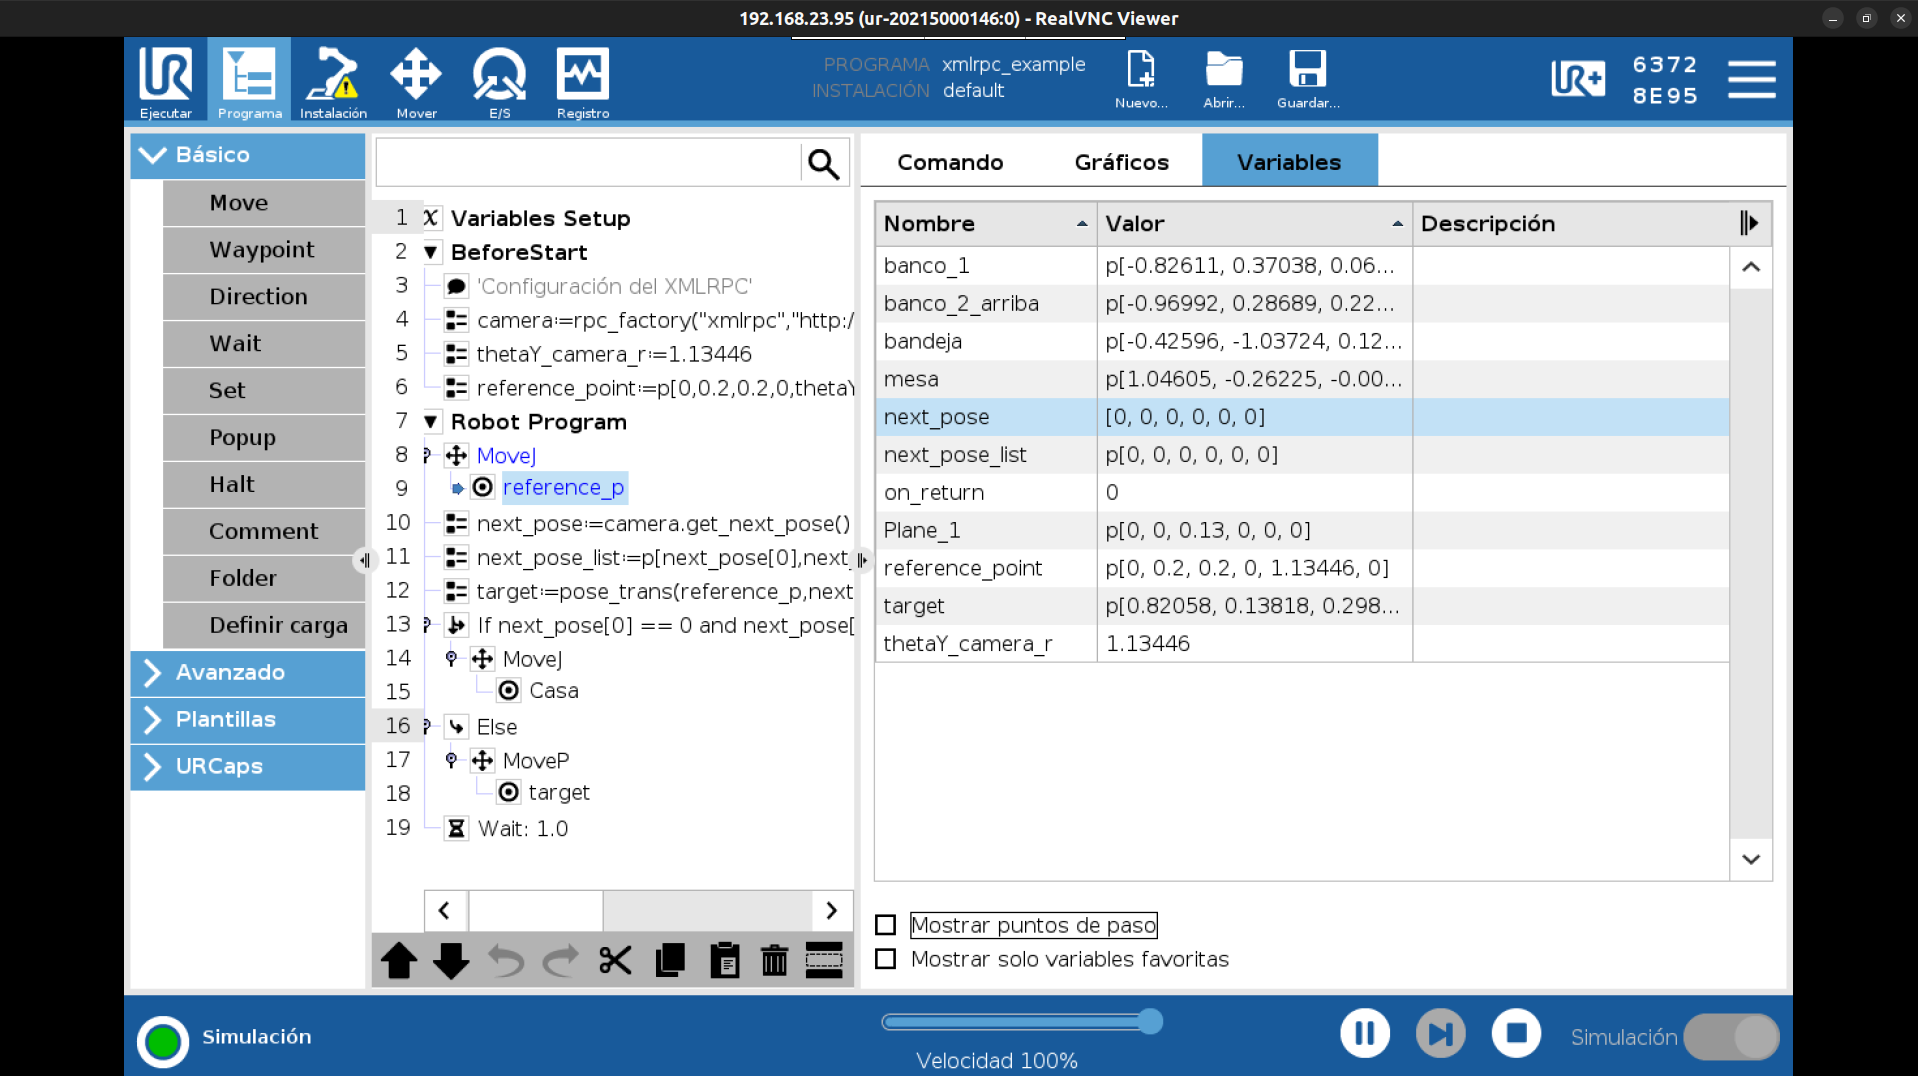 192.168.23.95 (ur-20215000146:0) - RealVNC Viewer
Ejecutar
Programa
Instalación
Mover
E/S
Registro
PROGRAMA xmlrpc_example
INSTALACIÓN default
Nuevo...
Abrir...
Guardar...
6372
8E95
Básico
Move
Waypoint
Direction
Wait
Set
Popup
Halt
Comment
Folder
Definir carga
Avanzado
Plantillas
URCaps
1 X Variables Setup
2 BeforeStart
3 'Configuración del XMLRPC'
4 camera:=rpc_factory("xmlrpc","http:/
5 thetaY_camera_r:=1.13446
6 reference_point:=p[0,0.2,0.2,0,thetaY
7 Robot Program
8 MoveJ
9 reference_p
10 next_pose:=camera.get_next_pose()
11 next_pose_list:=p[next_pose[0],next_
12 target:=pose_trans(reference_p,next
13 If next_pose[0] == 0 and next_pose[
14 MoveJ
15 Casa
16 Else
17 MoveP
18 target
19 Wait: 1.0
Comando Gráficos Variables
Nombre Valor Descripción
banco_1 p[-0.82611, 0.37038, 0.06...
banco_2_arriba p[-0.96992, 0.28689, 0.22...
bandeja p[-0.42596, -1.03724, 0.12...
mesa p[1.04605, -0.26225, -0.00...
next_pose [0, 0, 0, 0, 0, 0]
next_pose_list p[0, 0, 0, 0, 0, 0]
on_return 0
Plane_1 p[0, 0, 0.13, 0, 0, 0]
reference_point p[0, 0.2, 0.2, 0, 1.13446, 0]
target p[0.82058, 0.13818, 0.298...
thetaY_camera_r 1.13446
Mostrar puntos de paso
Mostrar solo variables favoritas
Simulación
Velocidad 100%
Simulación